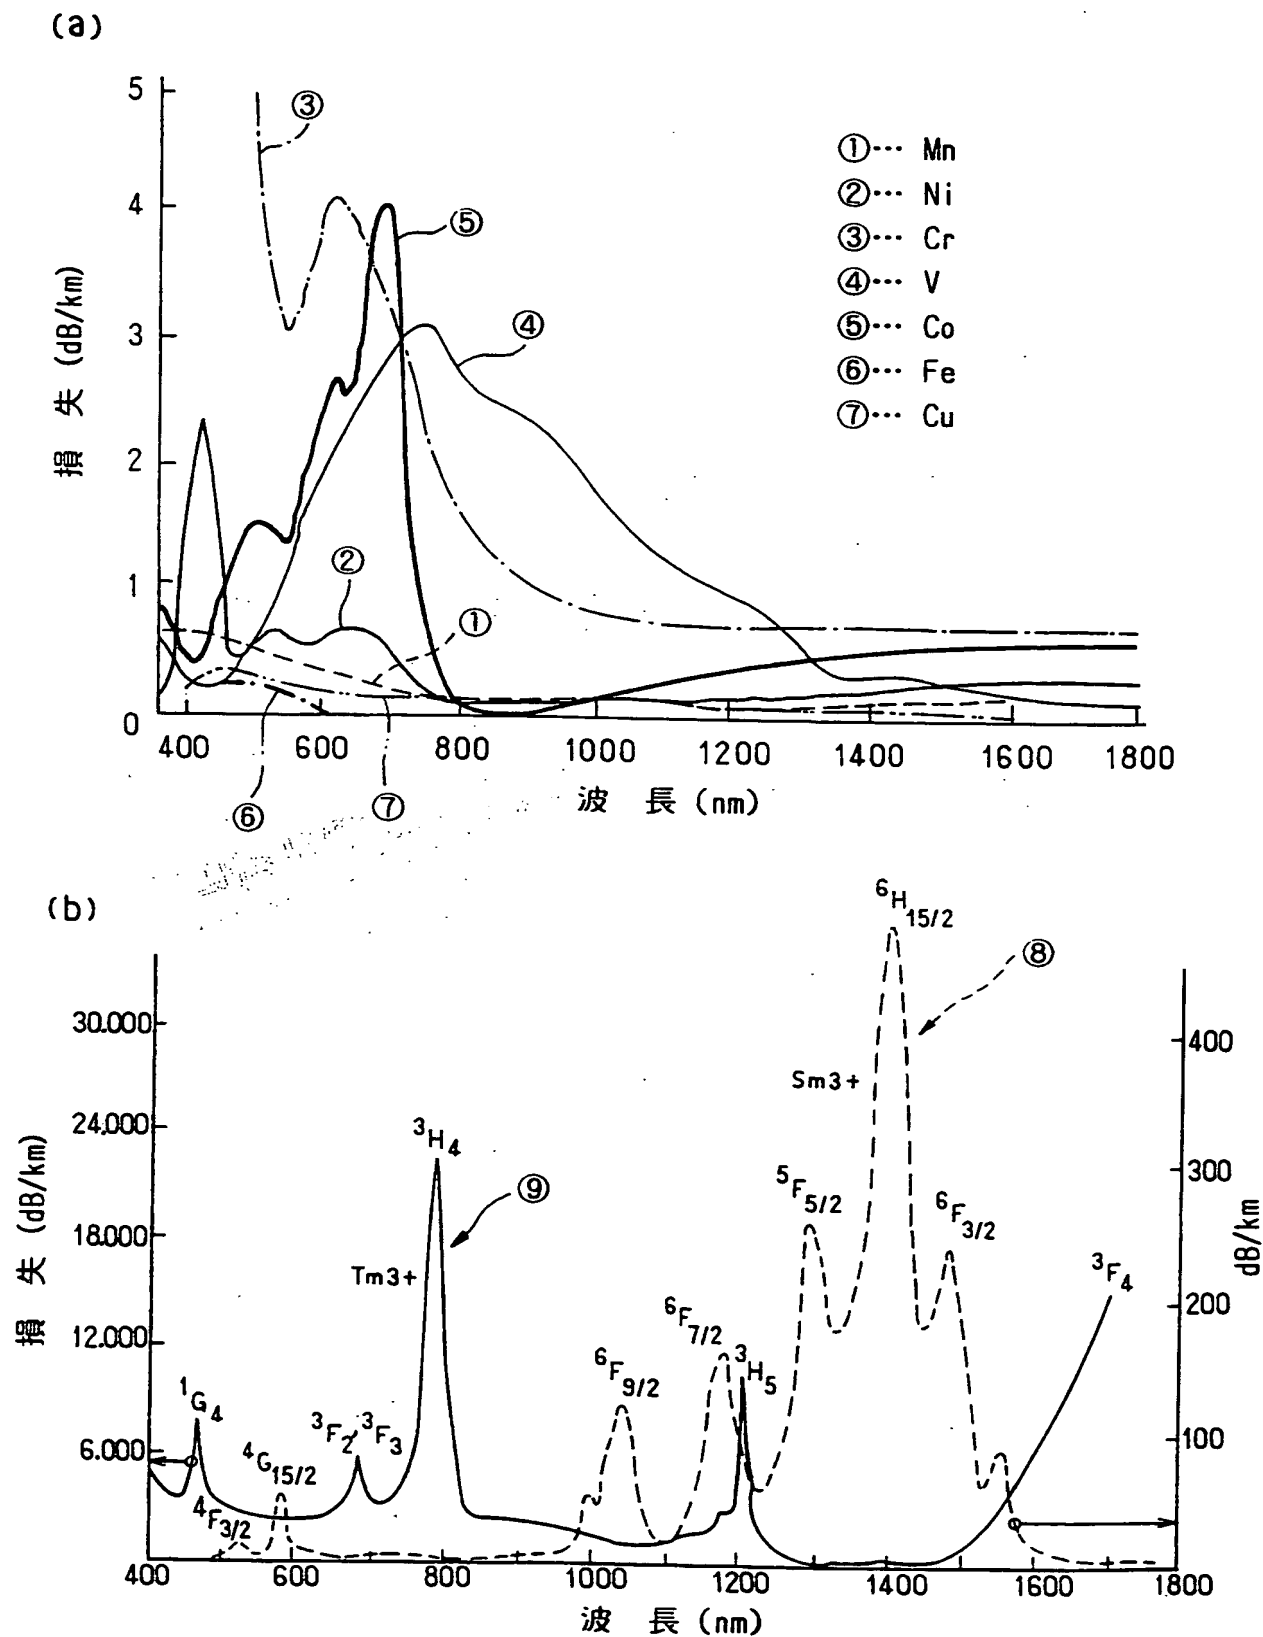 (a)
5
4
3
2
1
0
損 失 (dB/km)
③
⑤
④
②
①
⑥
⑦
①··· Mn
②··· Ni
③··· Cr
④··· V
⑤··· Co
⑥··· Fe
⑦··· Cu
400 600 800 1000 1200 1400 1600 1800
波 長 (nm)
(b)
30.000
24.000
18.000
12.000
6.000
0
損 失 (dB/km)
400
300
200
100
dB/km
⁶H₁₅/₂
⑧
Sm3+
³H₄
⑨
Tm3+
⁵F₅/₂
⁶F₃/₂
³F₄
⁶F₇/₂
³H₅
⁶F₉/₂
¹G₄
³F₂,³F₃
⁴G₁₅/₂
⁴F₃/₂
400 600 800 1000 1200 1400 1600 1800
波 長 (nm)